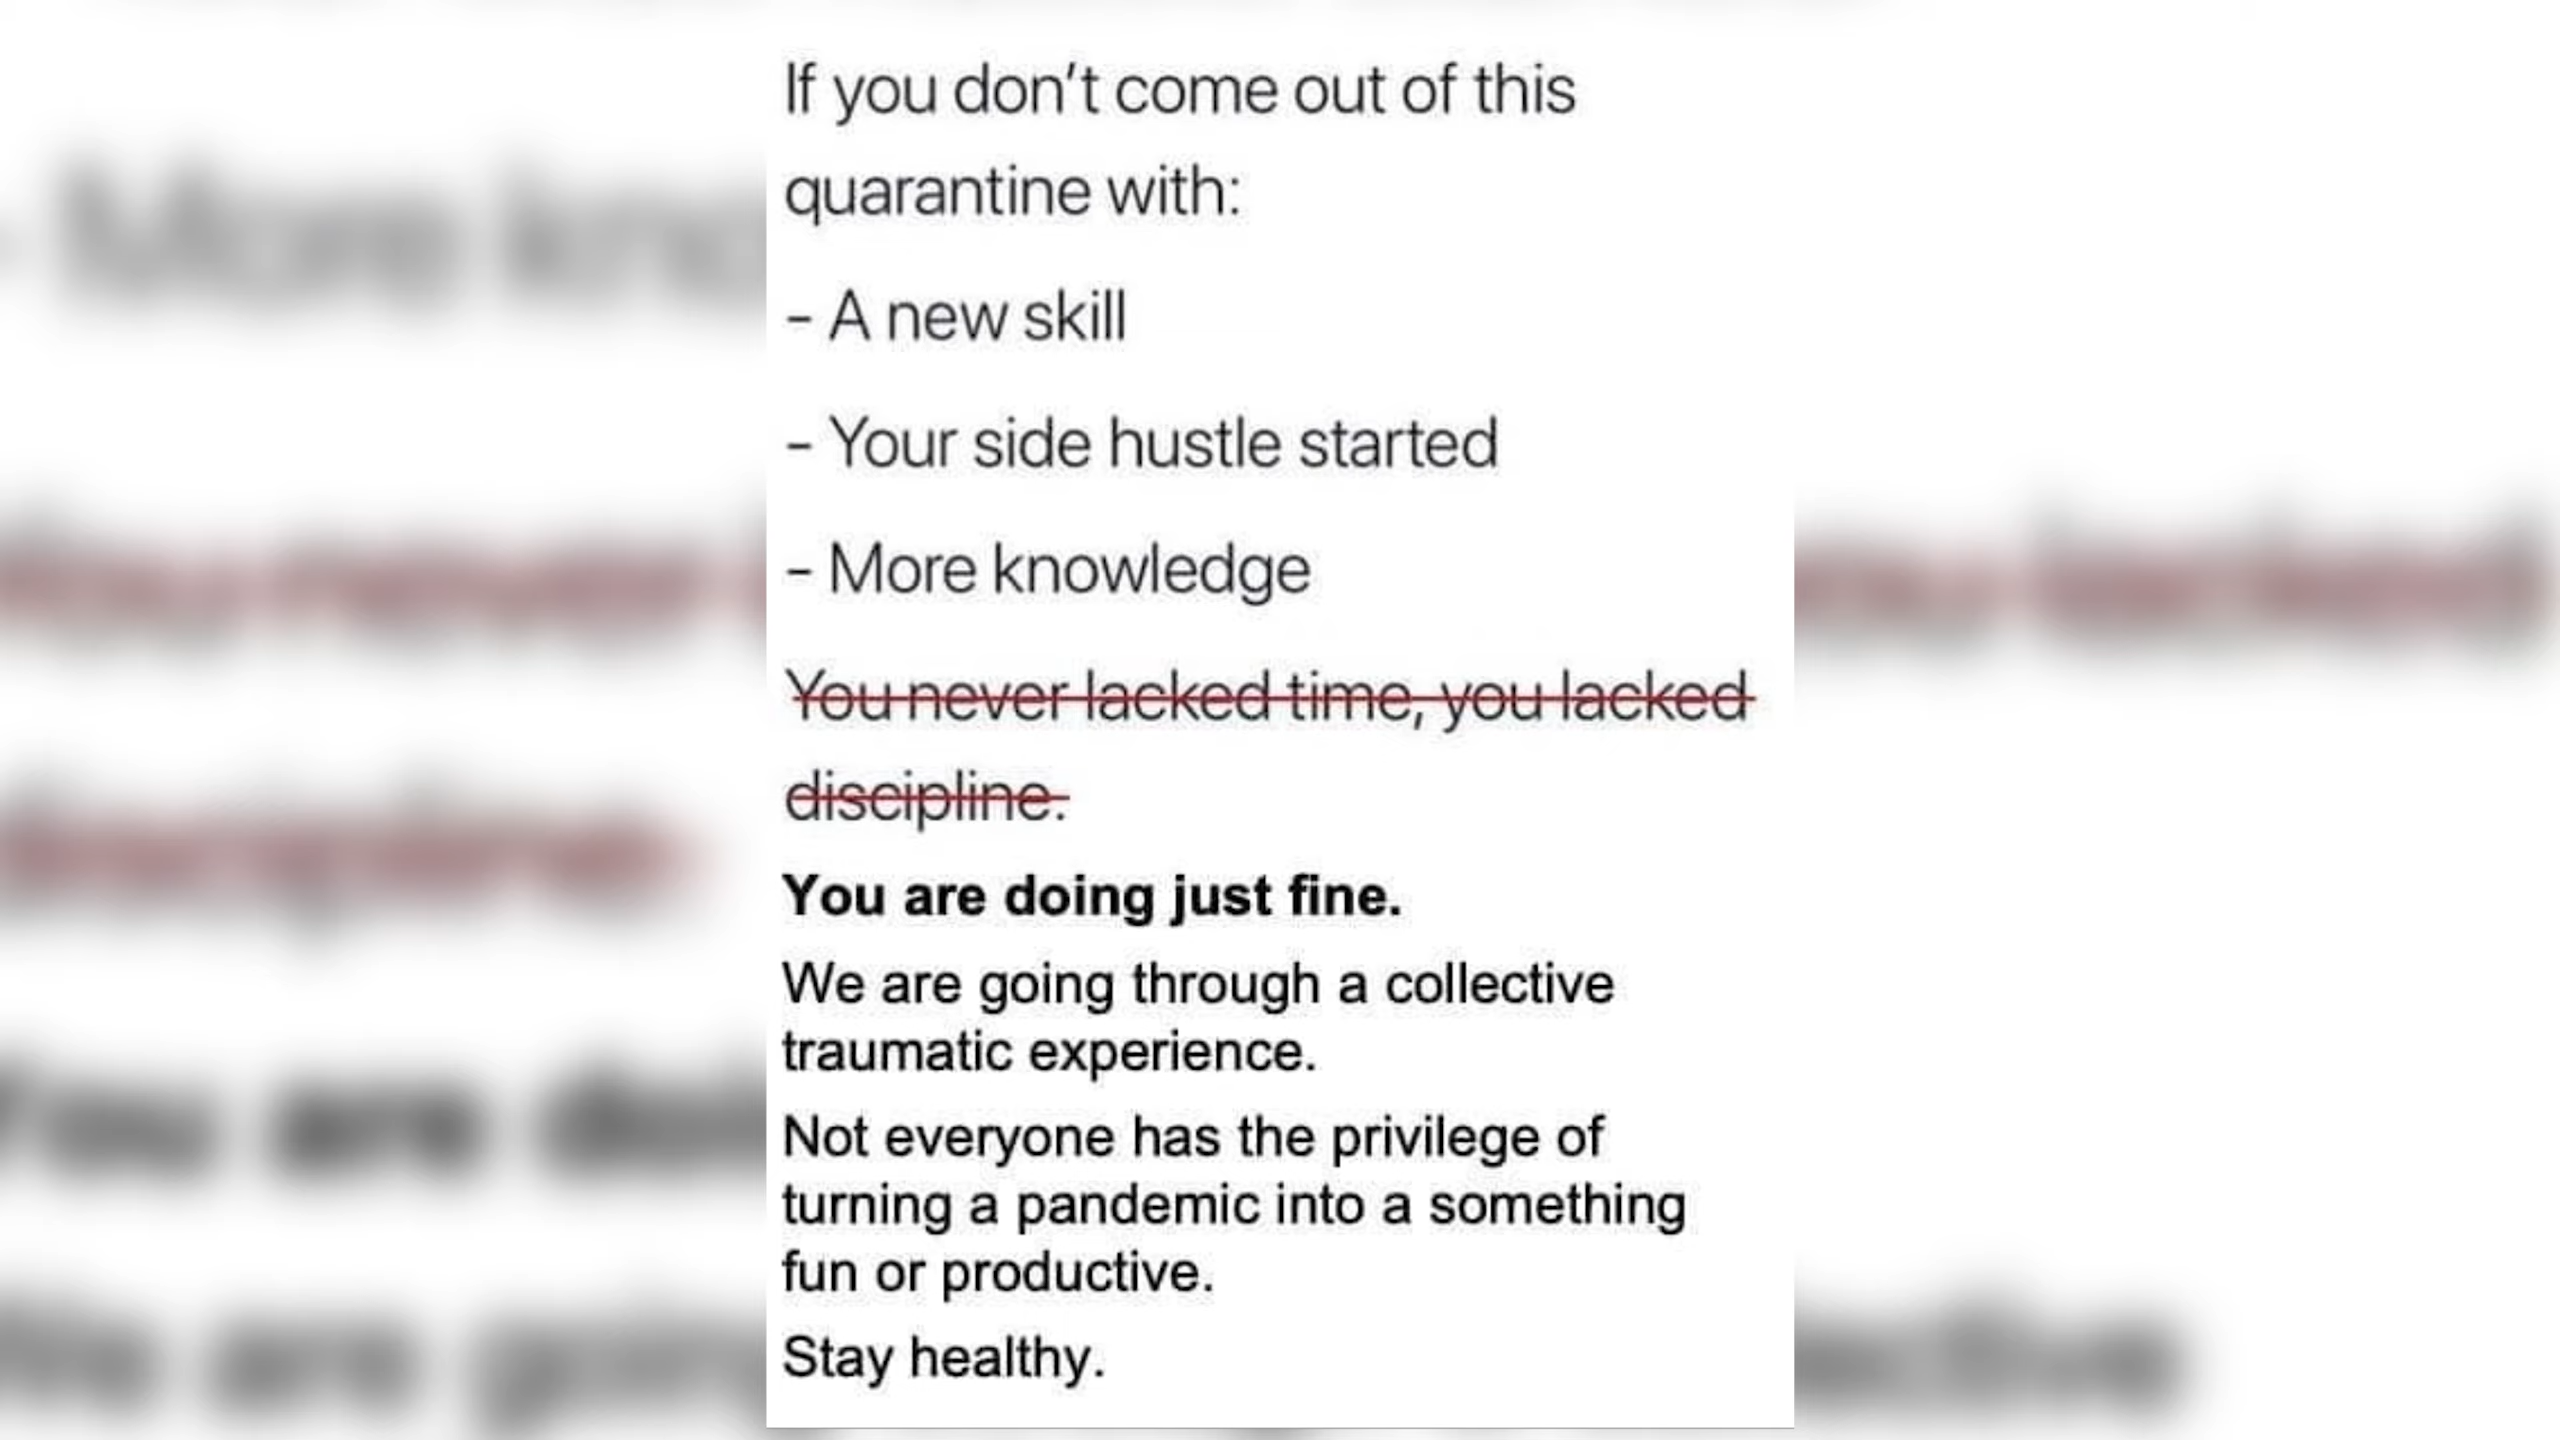 If you don't come out of this
quarantine with:
- A new skill
- Your side hustle started
- More knowledge
You never lacked time, you lacked
discipline.
You are doing just fine.
We are going through a collective
traumatic experience.
Not everyone has the privilege of
turning a pandemic into a something
fun or productive.
Stay healthy.